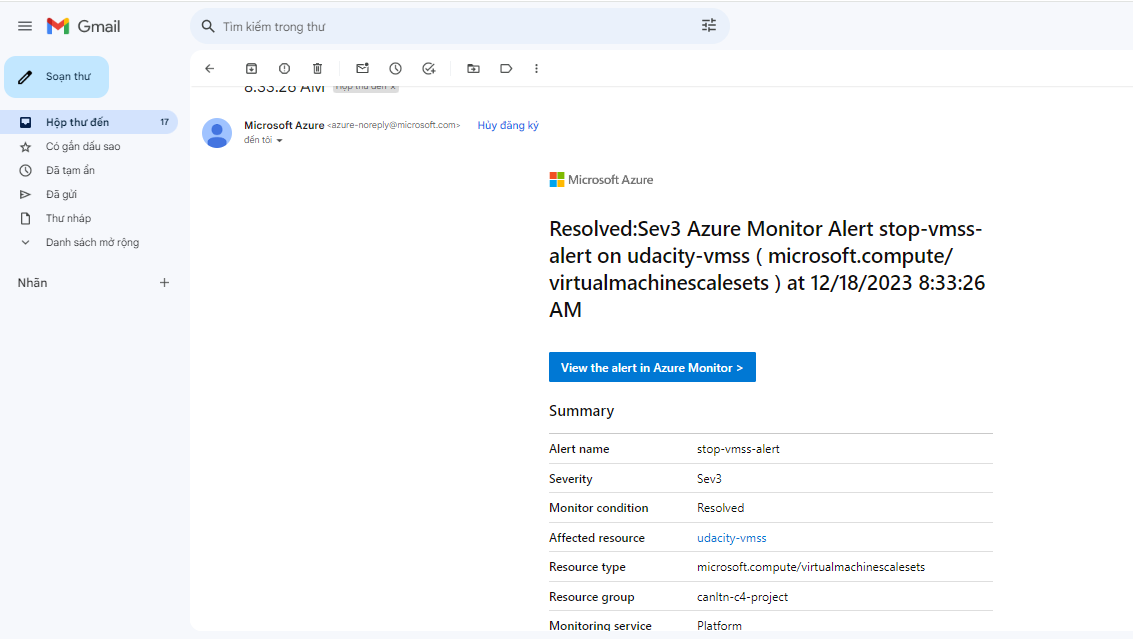 Gmail
Tìm kiếm trong thư
Soạn thư
Hộp thư đến 17
Có gắn dấu sao
Đã tạm ẩn
Đã gửi
Thư nháp
Danh sách mở rộng
Nhãn
8:33:26 AM Hộp thư đến x
Microsoft Azure <azure-noreply@microsoft.com> Hủy đăng ký
đến tôi
Microsoft Azure
Resolved:Sev3 Azure Monitor Alert stop-vmss-
alert on udacity-vmss ( microsoft.compute/
virtualmachinescalesets ) at 12/18/2023 8:33:26
AM
View the alert in Azure Monitor >
Summary
Alert name stop-vmss-alert
Severity Sev3
Monitor condition Resolved
Affected resource udacity-vmss
Resource type microsoft.compute/virtualmachinescalesets
Resource group canltn-c4-project
Monitoring service Platform